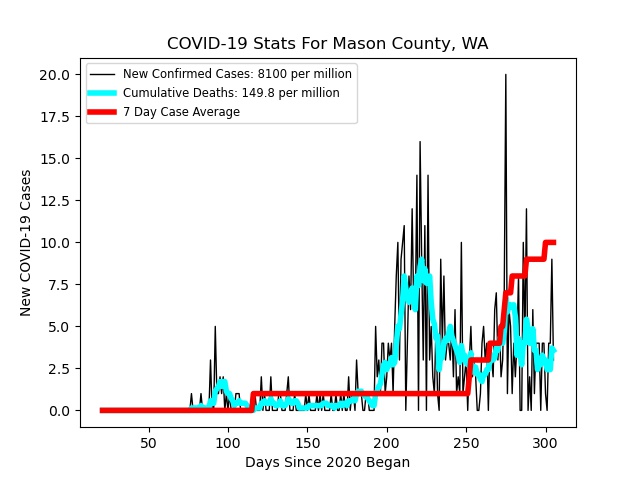 COVID-19 Stats For Mason County, WA
New Confirmed Cases: 8100 per million
Cumulative Deaths: 149.8 per million
7 Day Case Average
20.0
17.5
15.0
12.5
10.0
7.5
5.0
2.5
0.0
New COVID-19 Cases
50 100 150 200 250 300
Days Since 2020 Began